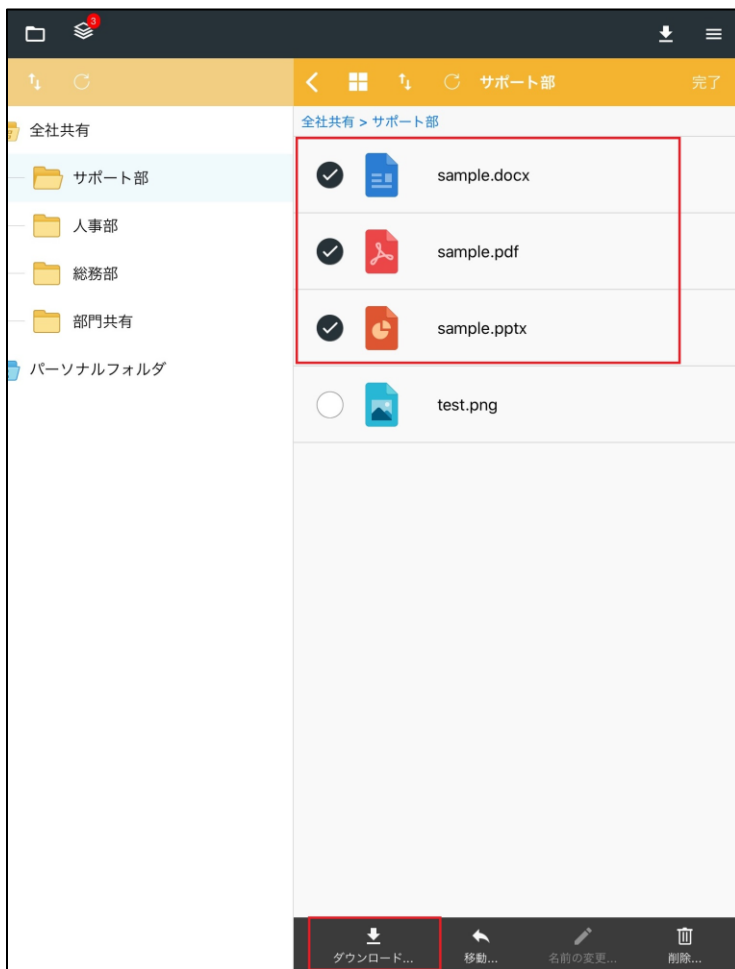 3
サポート部
完了
全社共有
サポート部
人事部
総務部
部門共有
パーソナルフォルダ
全社共有 > サポート部
sample.docx
sample.pdf
sample.pptx
test.png
ダウンロード...
移動...
名前の変更...
削除...